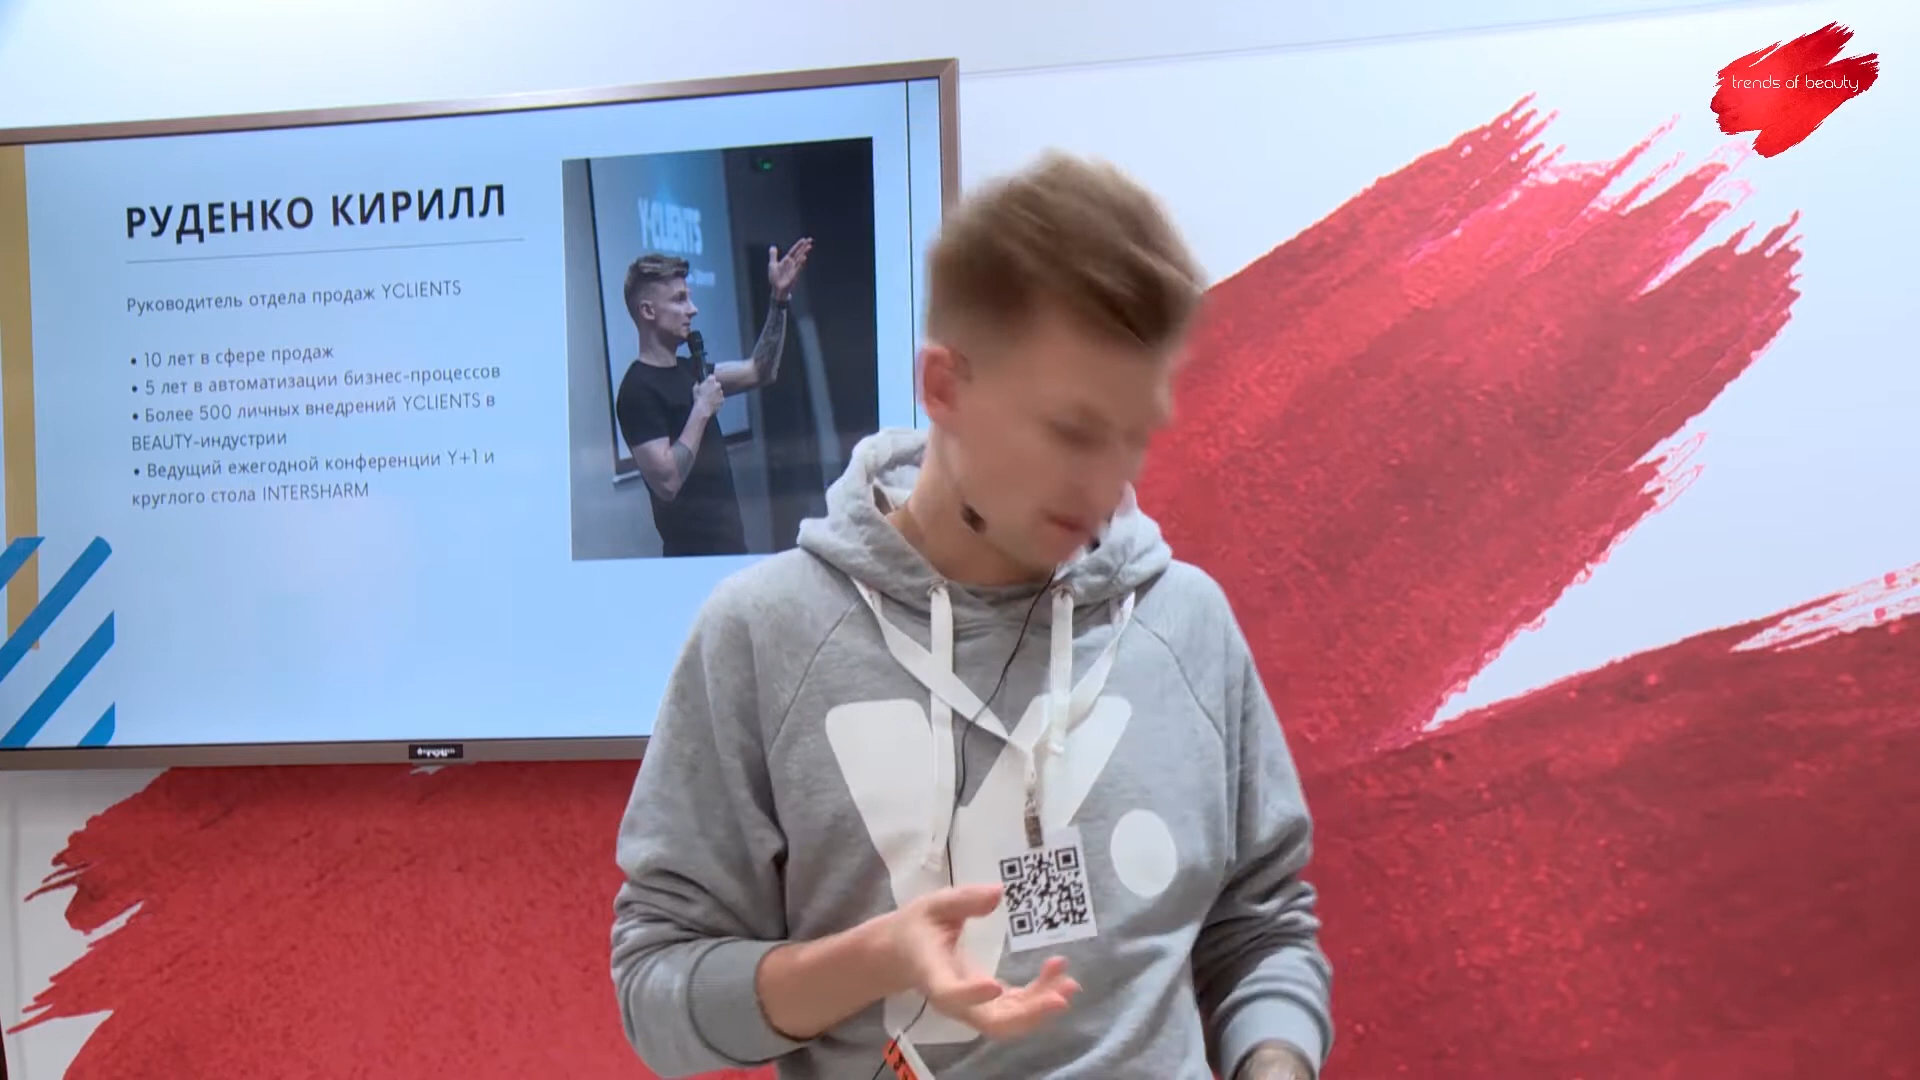 trends of beauty
РУДЕНКО КИРИЛЛ
Y-CLIENTS
Руководитель отдела продаж YCLIENTS
• 10 лет в сфере продаж
• 5 лет в автоматизации бизнес-процессов
• Более 500 личных внедрений YCLIENTS в
BEAUTY-индустрии
• Ведущий ежегодной конференции Y+1 и
круглого стола INTERSHARM
Y.